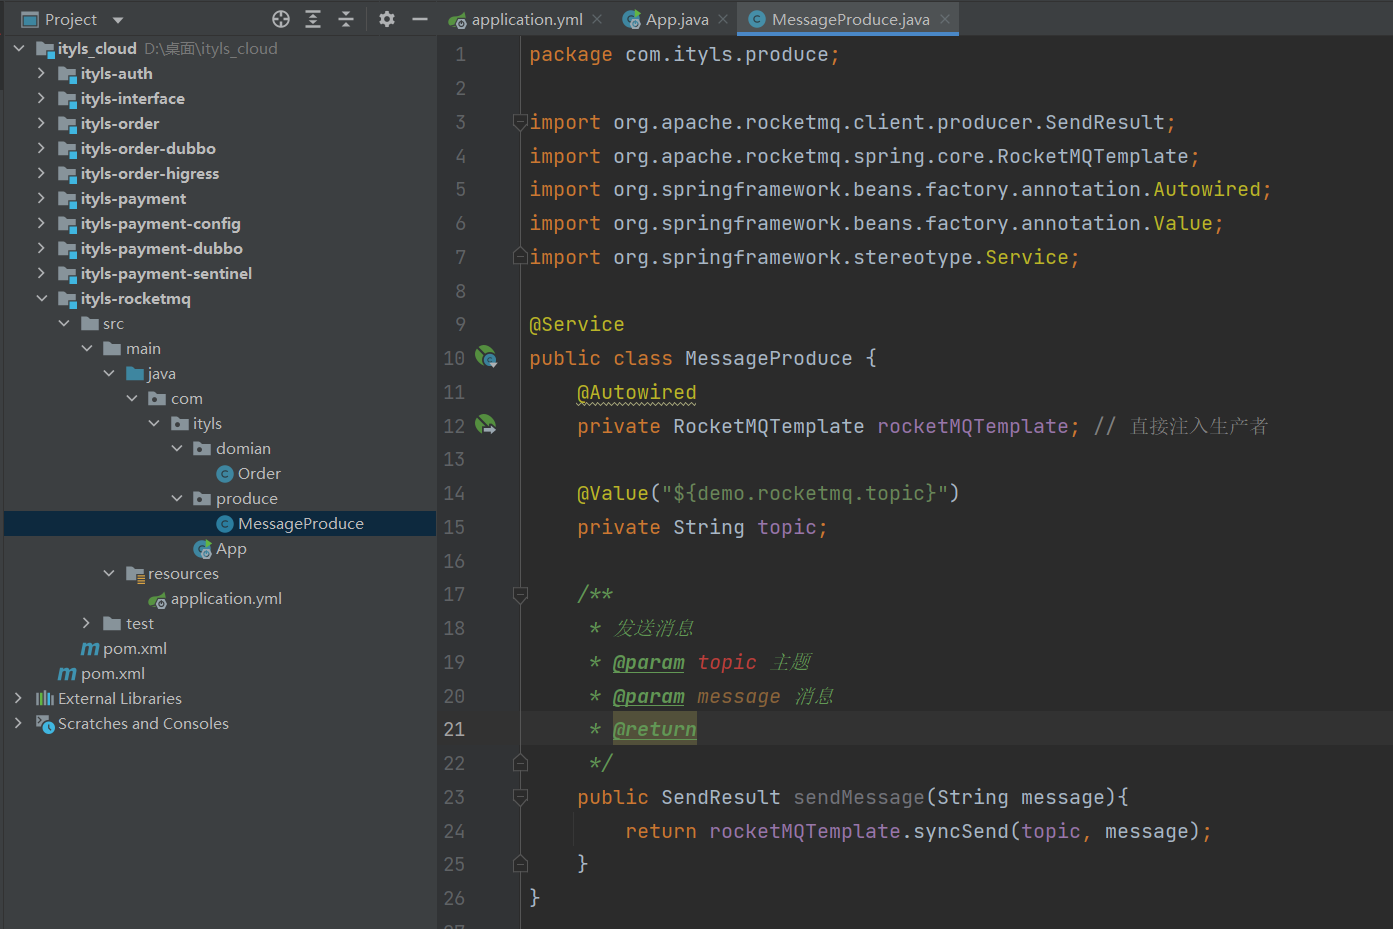 Project
ityls_cloud D:\桌面\ityls_cloud
ityls-auth
ityls-interface
ityls-order
ityls-order-dubbo
ityls-order-higress
ityls-payment
ityls-payment-config
ityls-payment-dubbo
ityls-payment-sentinel
ityls-rocketmq
src
main
java
com
ityls
domian
Order
produce
MessageProduce
App
resources
application.yml
test
pom.xml
pom.xml
External Libraries
Scratches and Consoles
application.yml
App.java
MessageProduce.java
1 package com.ityls.produce;
2
3 import org.apache.rocketmq.client.producer.SendResult;
4 import org.apache.rocketmq.spring.core.RocketMQTemplate;
5 import org.springframework.beans.factory.annotation.Autowired;
6 import org.springframework.beans.factory.annotation.Value;
7 import org.springframework.stereotype.Service;
8
9 @Service
10 public class MessageProduce {
11 @Autowired
12 private RocketMQTemplate rocketMQTemplate; // 直接注入生产者
13
14 @Value("${demo.rocketmq.topic}")
15 private String topic;
16
17 /**
18 * 发送消息
19 * @param topic 主题
20 * @param message 消息
21 * @return
22 */
23 public SendResult sendMessage(String message){
24 return rocketMQTemplate.syncSend(topic, message);
25 }
26 }